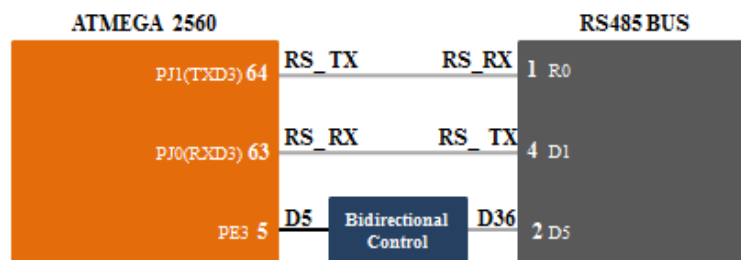 ATMEGA 2560 RS485 BUS
PJ1(TXD3) 64 RS_TX RS_RX 1 R0
PJ0(RXD3) 63 RS_RX RS_ TX 4 D1
PE3 5 D5 Bidirectional Control D36 2 D5